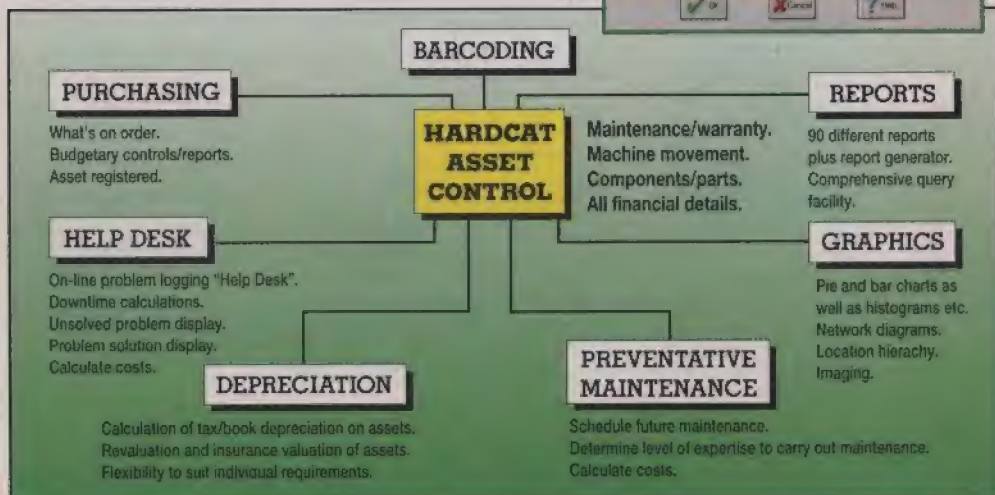 Ok
Cancel
Help
BARCODING
PURCHASING
What's on order.
Budgetary controls/reports.
Asset registered.
HARDCAT
ASSET
CONTROL
Maintenance/warranty.
Machine movement.
Components/parts.
All financial details.
REPORTS
90 different reports
plus report generator.
Comprehensive query
facility.
HELP DESK
On-line problem logging "Help Desk".
Downtime calculations.
Unsolved problem display.
Problem solution display.
Calculate costs.
GRAPHICS
Pie and bar charts as
well as histograms etc.
Network diagrams.
Location hierachy.
Imaging.
DEPRECIATION
Calculation of tax/book depreciation on assets.
Revaluation and insurance valuation of assets.
Flexibility to suit individual requirements.
PREVENTATIVE
MAINTENANCE
Schedule future maintenance.
Determine level of expertise to carry out maintenance.
Calculate costs.